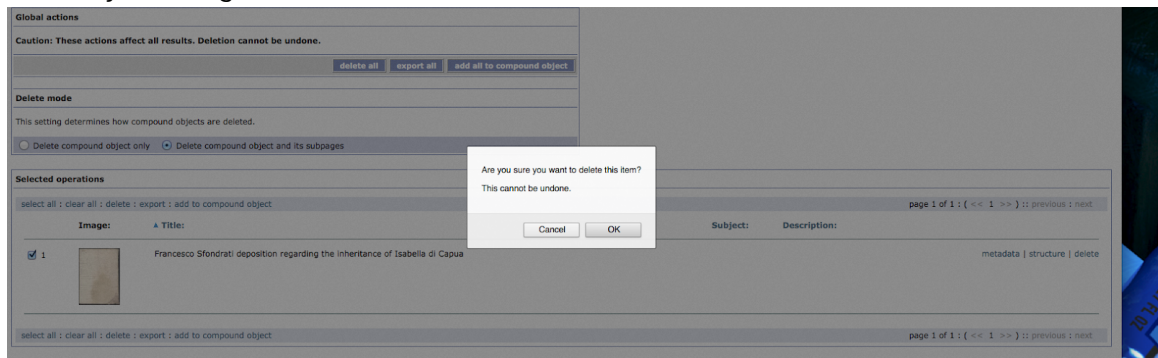 Global actions
Caution: These actions affect all results. Deletion cannot be undone.
delete all export all add all to compound object
Delete mode
This setting determines how compound objects are deleted.
Delete compound object only Delete compound object and its subpages
Are you sure you want to delete this item?
This cannot be undone.
Cancel OK
Selected operations
select all : clear all : delete : export : add to compound object page 1 of 1 : ( << 1 >> ) :: previous : next
Image: Title: Subject: Description:
1 Francesco Sfondrati deposition regarding the inheritance of Isabella di Capua metadata | structure | delete
select all : clear all : delete : export : add to compound object page 1 of 1 : ( << 1 >> ) :: previous : next